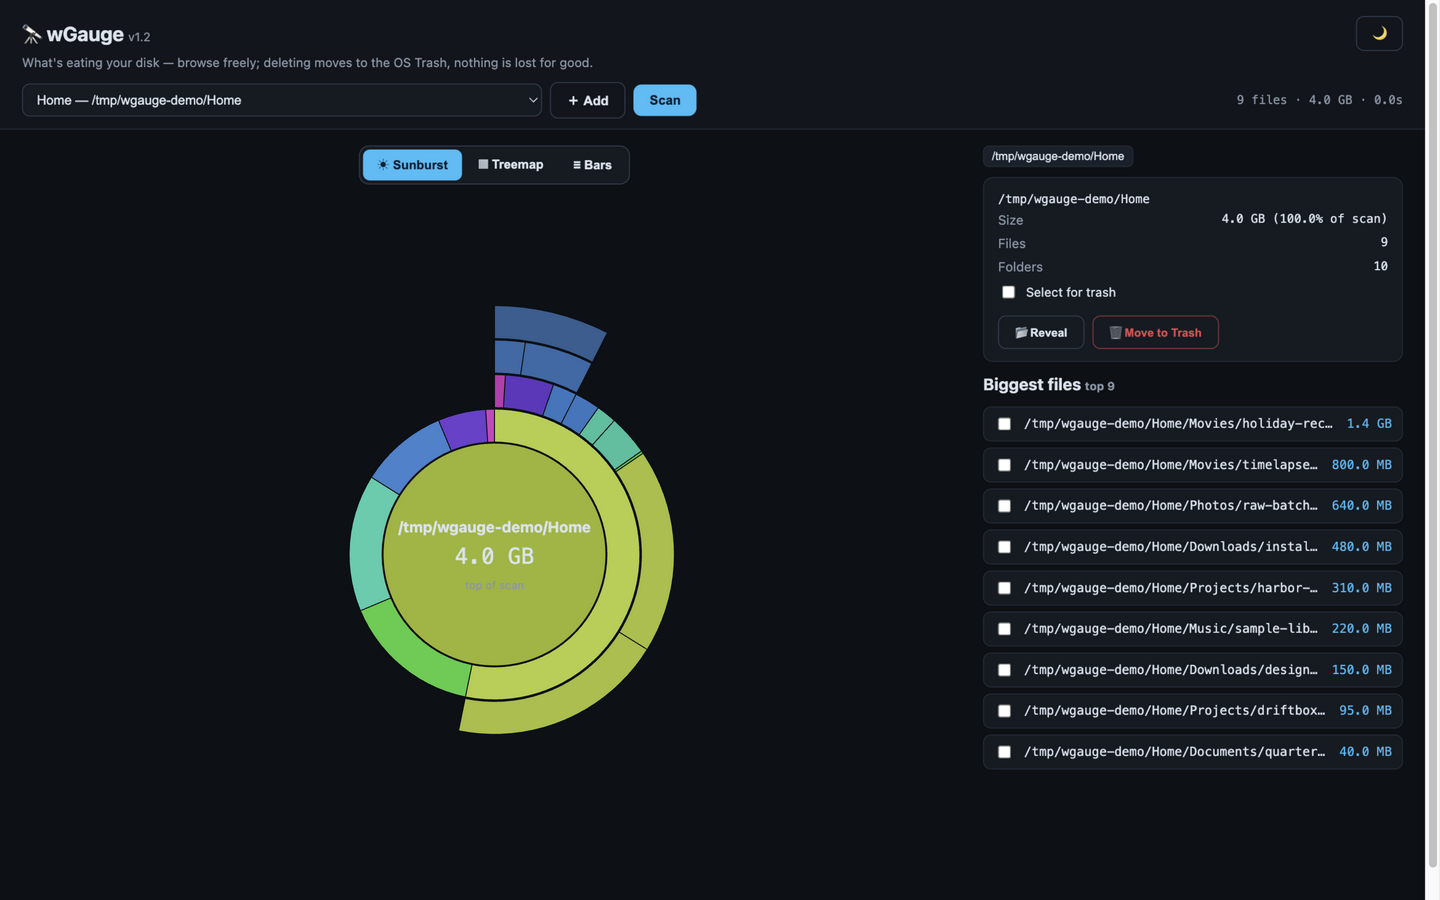 wGauge v1.2
What's eating your disk — browse freely; deleting moves to the OS Trash, nothing is lost for good.
Home — /tmp/wgauge-demo/Home
+ Add
Scan
9 files · 4.0 GB · 0.0s
Sunburst
Treemap
Bars
/tmp/wgauge-demo/Home
4.0 GB
top of scan
/tmp/wgauge-demo/Home
/tmp/wgauge-demo/Home
Size 4.0 GB (100.0% of scan)
Files 9
Folders 10
Select for trash
Reveal
Move to Trash
Biggest files top 9
/tmp/wgauge-demo/Home/Movies/holiday-rec… 1.4 GB
/tmp/wgauge-demo/Home/Movies/timelapse… 800.0 MB
/tmp/wgauge-demo/Home/Photos/raw-batch… 640.0 MB
/tmp/wgauge-demo/Home/Downloads/instal… 480.0 MB
/tmp/wgauge-demo/Home/Projects/harbor-… 310.0 MB
/tmp/wgauge-demo/Home/Music/sample-lib… 220.0 MB
/tmp/wgauge-demo/Home/Downloads/design… 150.0 MB
/tmp/wgauge-demo/Home/Projects/driftbox… 95.0 MB
/tmp/wgauge-demo/Home/Documents/quarter… 40.0 MB